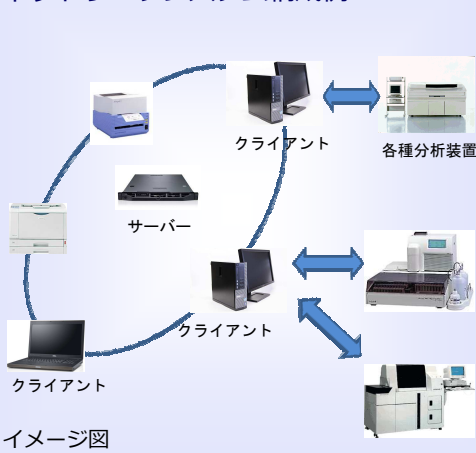 クライアント
各種分析装置
サーバー
クライアント
クライアント
イメージ図